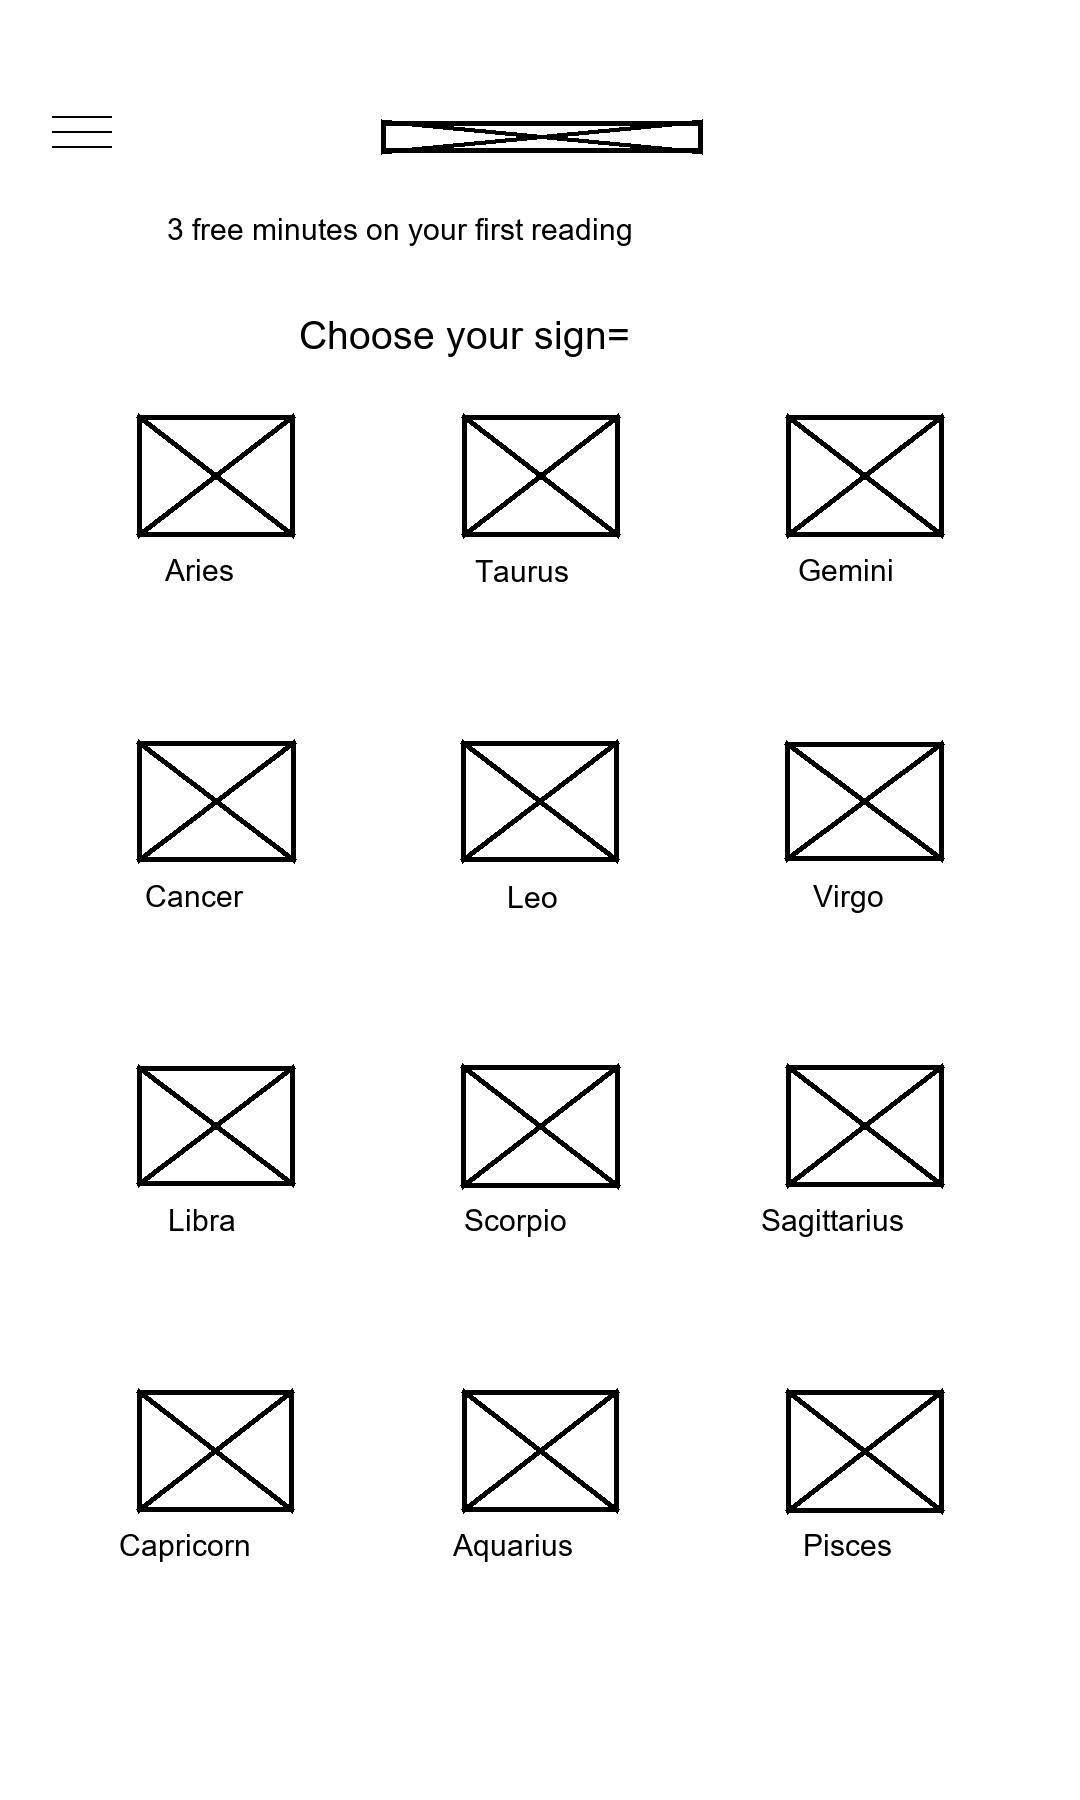 3 free minutes on your first reading
Choose your sign=
Aries
Taurus
Gemini
Cancer
Leo
Virgo
Libra
Scorpio
Sagittarius
Capricorn
Aquarius
Pisces